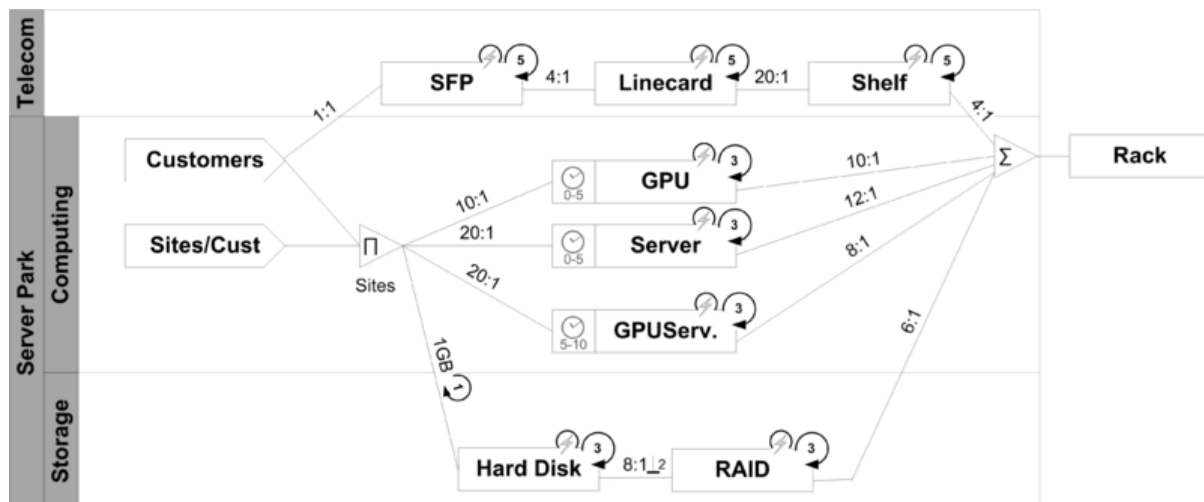 Telecom
SFP
5
4:1
Linecard
5
20:1
Shelf
5
1:1
4:1
Server Park
Computing
Customers
Sites/Cust
Π
Sites
10:1
20:1
20:1
0-5
GPU
3
10:1
0-5
Server
3
12:1
5-10
GPUServ.
3
8:1
Σ
Rack
1GB
1
6:1
Storage
Hard Disk
3
8:1⊥2
RAID
3